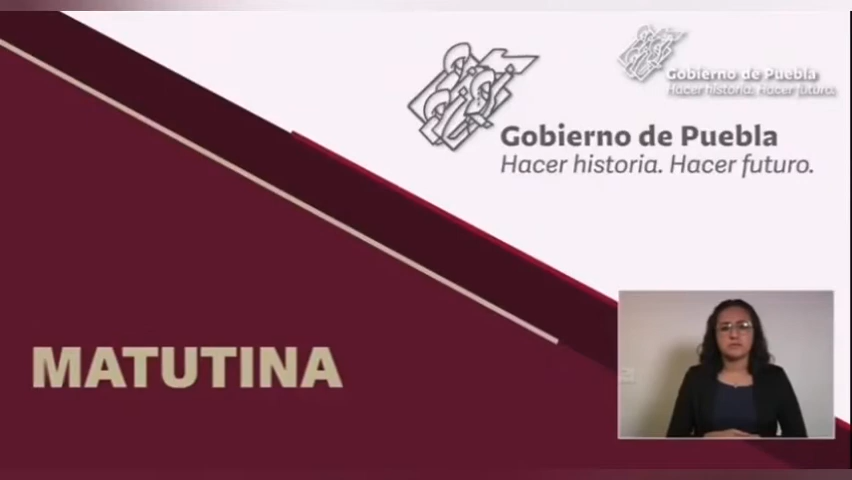 Gobierno de Puebla
Hacer historia. Hacer futuro.
Gobierno de Puebla
Hacer historia. Hacer futuro.
MATUTINA